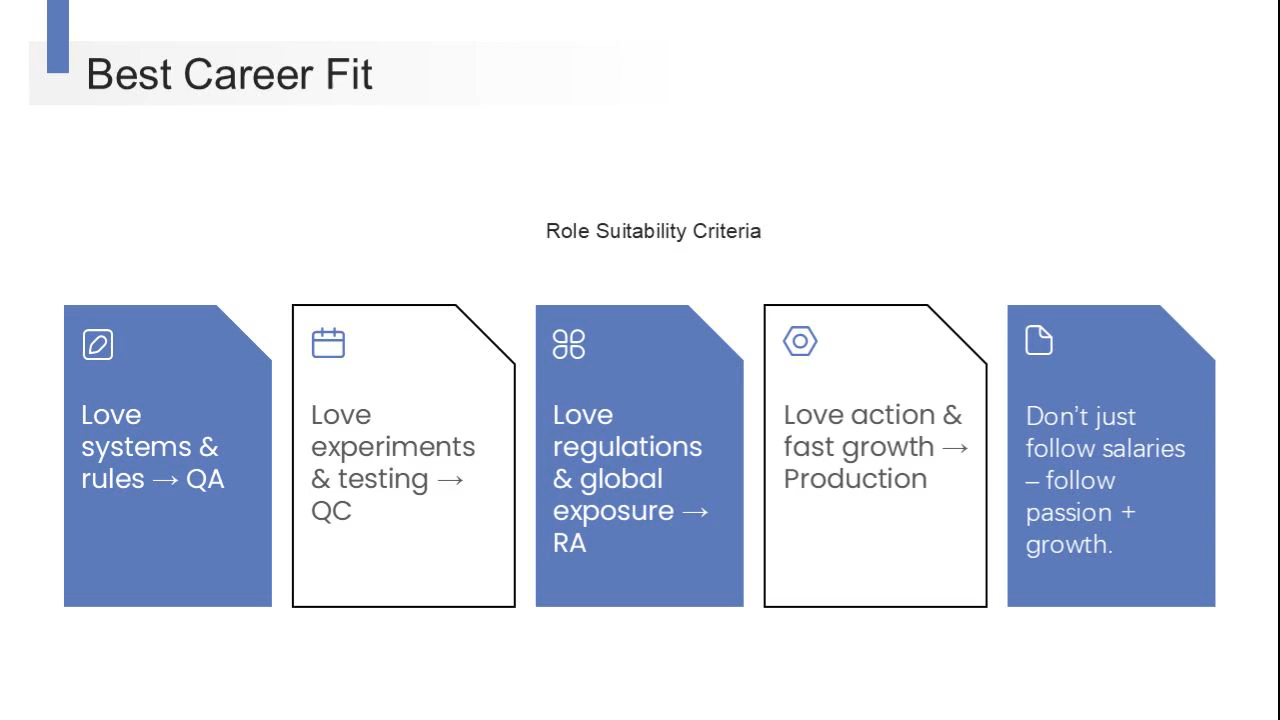 Best Career Fit
Role Suitability Criteria
Love
systems &
rules → QA
Love
experiments
& testing →
QC
Love
regulations
& global
exposure →
RA
Love action &
fast growth →
Production
Don’t just
follow salaries
– follow
passion +
growth.